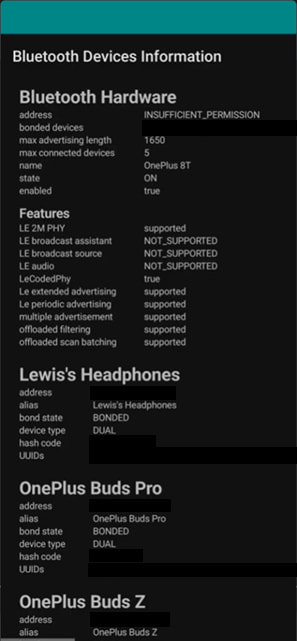 Bluetooth Devices Information
Bluetooth Hardware
address INSUFFICIENT_PERMISSION
bonded devices
max advertising length 1650
max connected devices 5
name OnePlus 8T
state ON
enabled true
Features
LE 2M PHY supported
LE broadcast assistant NOT_SUPPORTED
LE broadcast source NOT_SUPPORTED
LE audio NOT_SUPPORTED
LeCodedPhy true
Le extended advertising supported
Le periodic advertising supported
multiple advertisement supported
offloaded filtering supported
offloaded scan batching supported
Lewis's Headphones
address
alias Lewis's Headphones
bond state BONDED
device type DUAL
hash code
UUIDs
OnePlus Buds Pro
address
alias OnePlus Buds Pro
bond state BONDED
device type DUAL
hash code
UUIDs
OnePlus Buds Z
address
alias OnePlus Buds Z